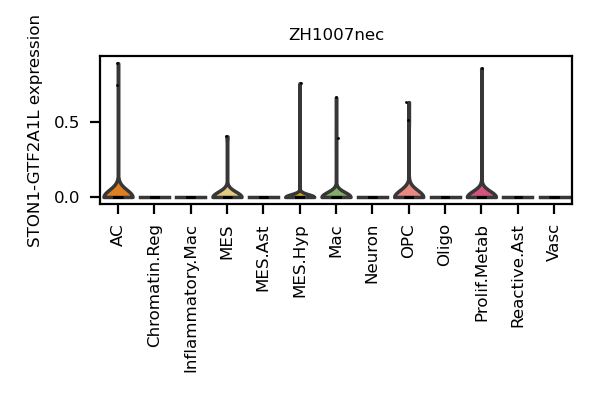 ZH1007nec
STON1-GTF2A1L expression
0.5
0.0
AC
Chromatin.Reg
Inflammatory.Mac
MES
MES.Ast
MES.Hyp
Mac
Neuron
OPC
Oligo
Prolif.Metab
Reactive.Ast
Vasc